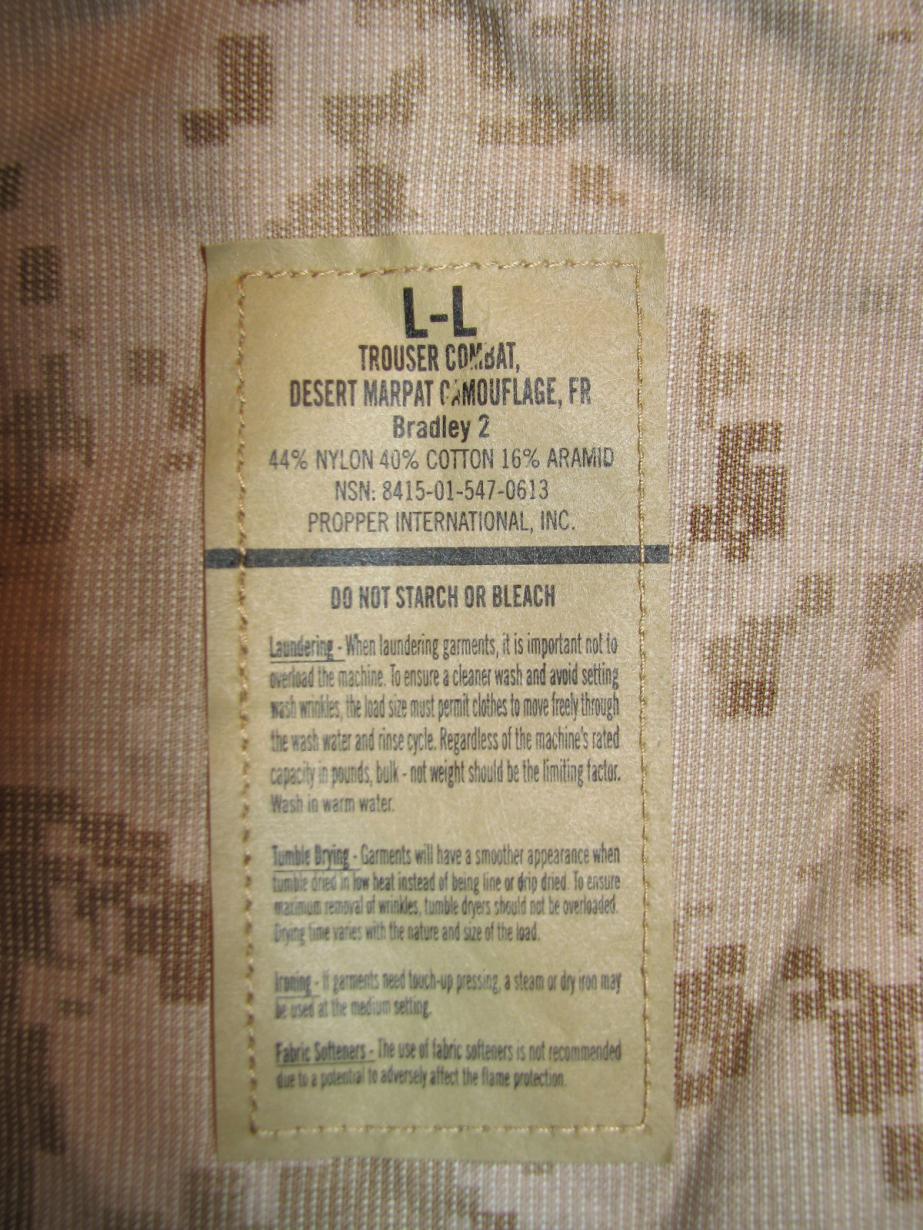 L-L
TROUSER COMBAT,
DESERT MARPAT CAMOUFLAGE, FR
Bradley 2
44% NYLON 40% COTTON 16% ARAMID
NSN: 8415-01-547-0613
PROPPER INTERNATIONAL, INC.
DO NOT STARCH OR BLEACH
Laundering - When laundering garments, it is important not to
overload the machine. To ensure a cleaner wash and avoid setting
wash wrinkles, the load size must permit clothes to move freely through
the wash water and rinse cycle. Regardless of the machine's rated
capacity in pounds, bulk - not weight should be the limiting factor.
Wash in warm water.
Tumble Drying - Garments will have a smoother appearance when
tumble dried in low heat instead of being line or drip dried. To ensure
maximum removal of wrinkles, tumble dryers should not be overloaded.
Drying time varies with the nature and size of the load.
Ironing - If garments need touch-up pressing, a steam or dry iron may
be used at the medium setting.
Fabric Softeners - The use of fabric softeners is not recommended
due to a potential to adversely affect the flame protection.